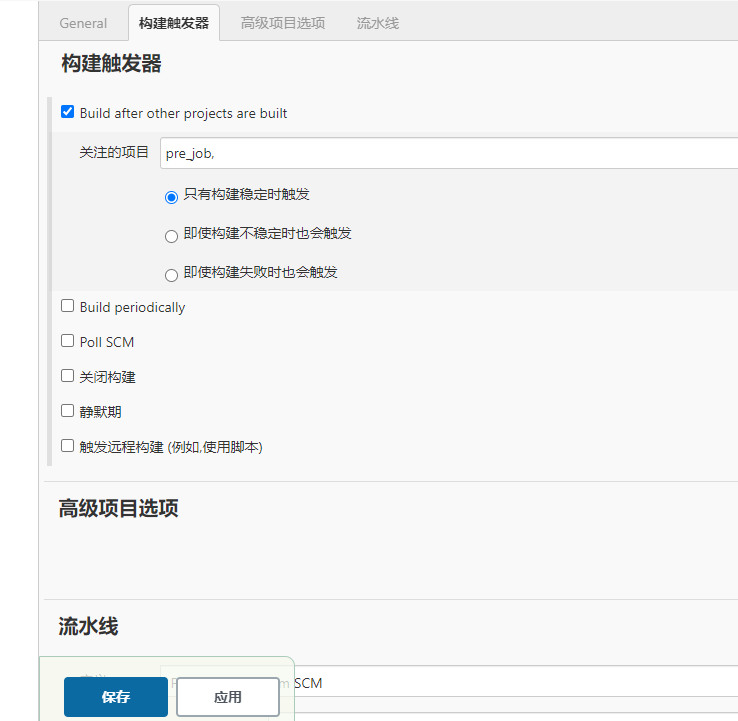 General 构建触发器 高级项目选项 流水线
构建触发器
Build after other projects are built
关注的项目 pre_job,
只有构建稳定时触发
即使构建不稳定时也会触发
即使构建失败时也会触发
Build periodically
Poll SCM
关闭构建
静默期
触发远程构建 (例如,使用脚本)
高级项目选项
流水线
SCM
保存 应用